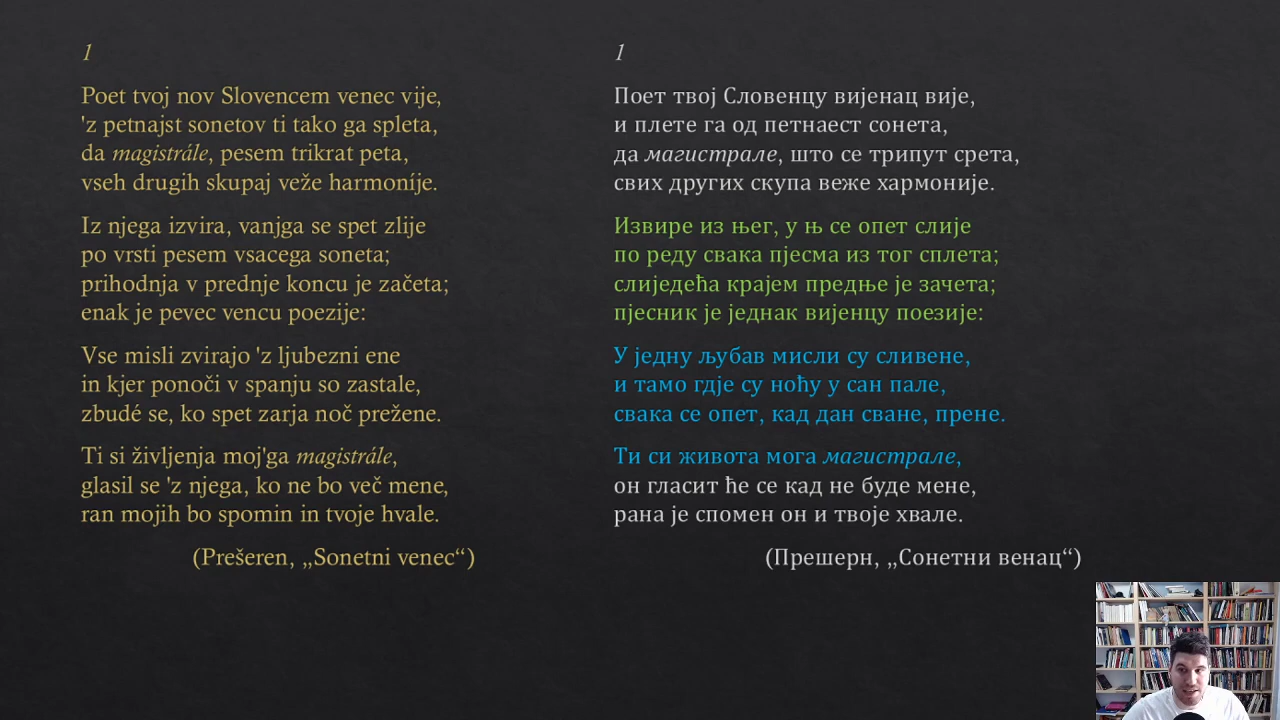 1
Poet tvoj nov Slovencem venec vije,
'z petnajst sonetov ti tako ga spleta,
da magistrále, pesem trikrat peta,
vseh drugih skupaj veže harmoníje.
Iz njega izvira, vanjga se spet zlije
po vrsti pesem vsacega soneta;
prihodnja v prednje koncu je začeta;
enak je pevec vencu poezije:
Vse misli zvirajo 'z ljubezni ene
in kjer ponoči v spanju so zastale,
zbudé se, ko spet zarja noč prežene.
Ti si življenja moj'ga magistrále,
glasil se 'z njega, ko ne bo več mene,
ran mojih bo spomin in tvoje hvale.
(Prešeren, „Sonetni venec“)
1
Поет твој Словенцу вијенац вије,
и плете га од петнаест сонета,
да магистрале, што се трипут срета,
свих других скупа веже хармоније.
Извире из њег, у њ се опет слије
по реду свака пјесма из тог сплета;
слиједећа крајем предње је зачета;
пјесник је једнак вијенцу поезије:
У једну љубав мисли су сливене,
и тамо гдје су ноћу у сан пале,
свака се опет, кад дан сване, прене.
Ти си живота мога магистрале,
он гласит ће се кад не буде мене,
рана је спомен он и твоје хвале.
(Прешерн, „Сонетни венац“)